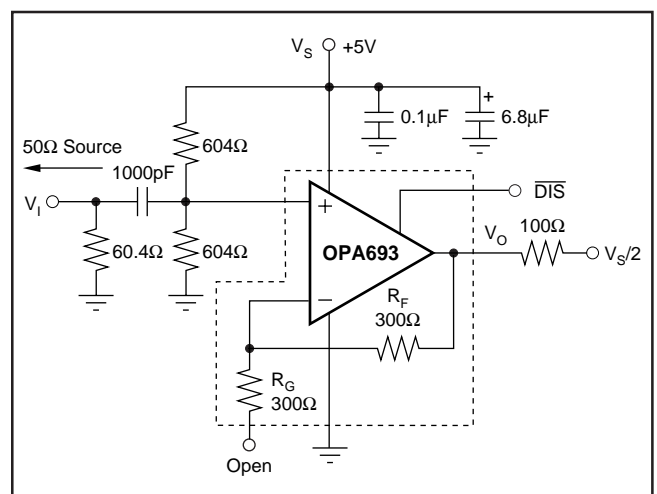 V_S +5V
0.1µF
+
6.8µF
50Ω Source
604Ω
1000pF
V_I
DIS
+
OPA693
V_O
100Ω
V_S/2
60.4Ω
604Ω
−
R_F
300Ω
R_G
300Ω
Open